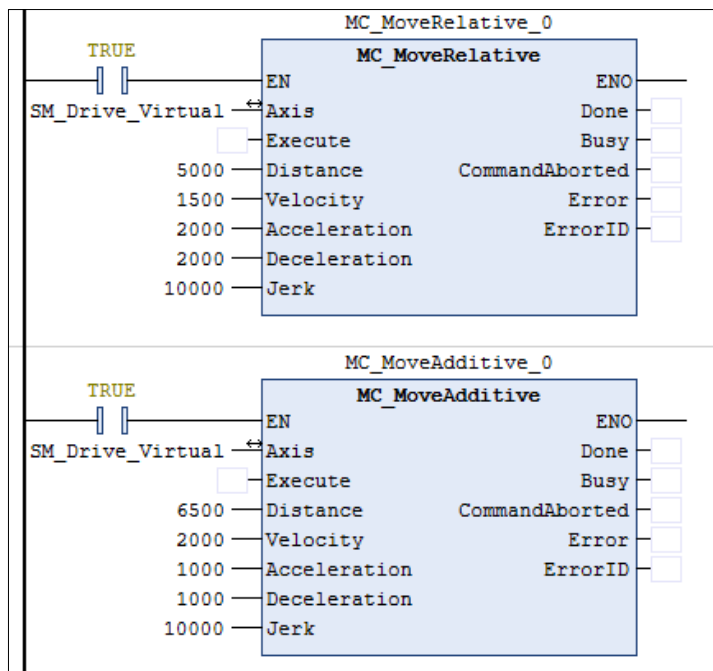 MC_MoveRelative_0
TRUE
MC_MoveRelative
EN ENO
SM_Drive_Virtual Axis Done
Execute Busy
5000 Distance CommandAborted
1500 Velocity Error
2000 Acceleration ErrorID
2000 Deceleration
10000 Jerk
MC_MoveAdditive_0
TRUE
MC_MoveAdditive
EN ENO
SM_Drive_Virtual Axis Done
Execute Busy
6500 Distance CommandAborted
2000 Velocity Error
1000 Acceleration ErrorID
1000 Deceleration
10000 Jerk